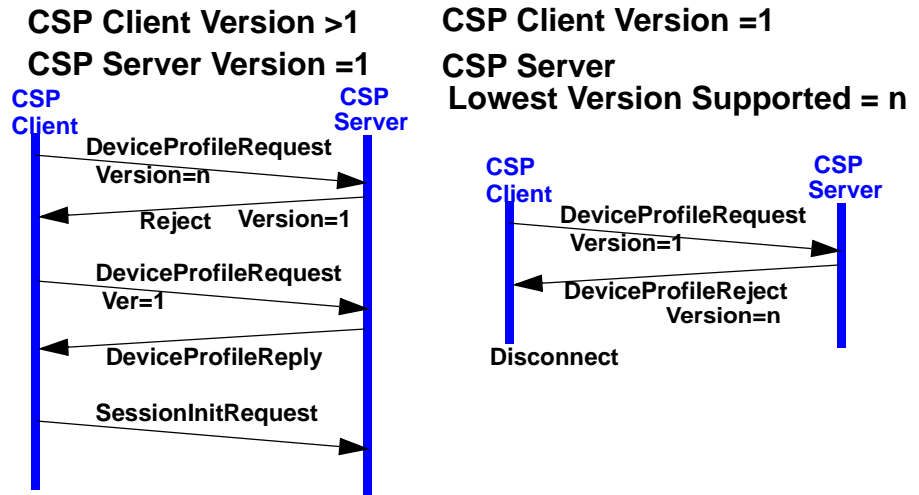 CSP Client Version >1
CSP Server Version =1
CSP
Client
CSP
Server
DeviceProfileRequest
Version=n
Reject Version=1
DeviceProfileRequest
Ver=1
DeviceProfileReply
SessionInitRequest
CSP Client Version =1
CSP Server
Lowest Version Supported = n
CSP
Client
CSP
Server
DeviceProfileRequest
Version=1
DeviceProfileReject
Version=n
Disconnect